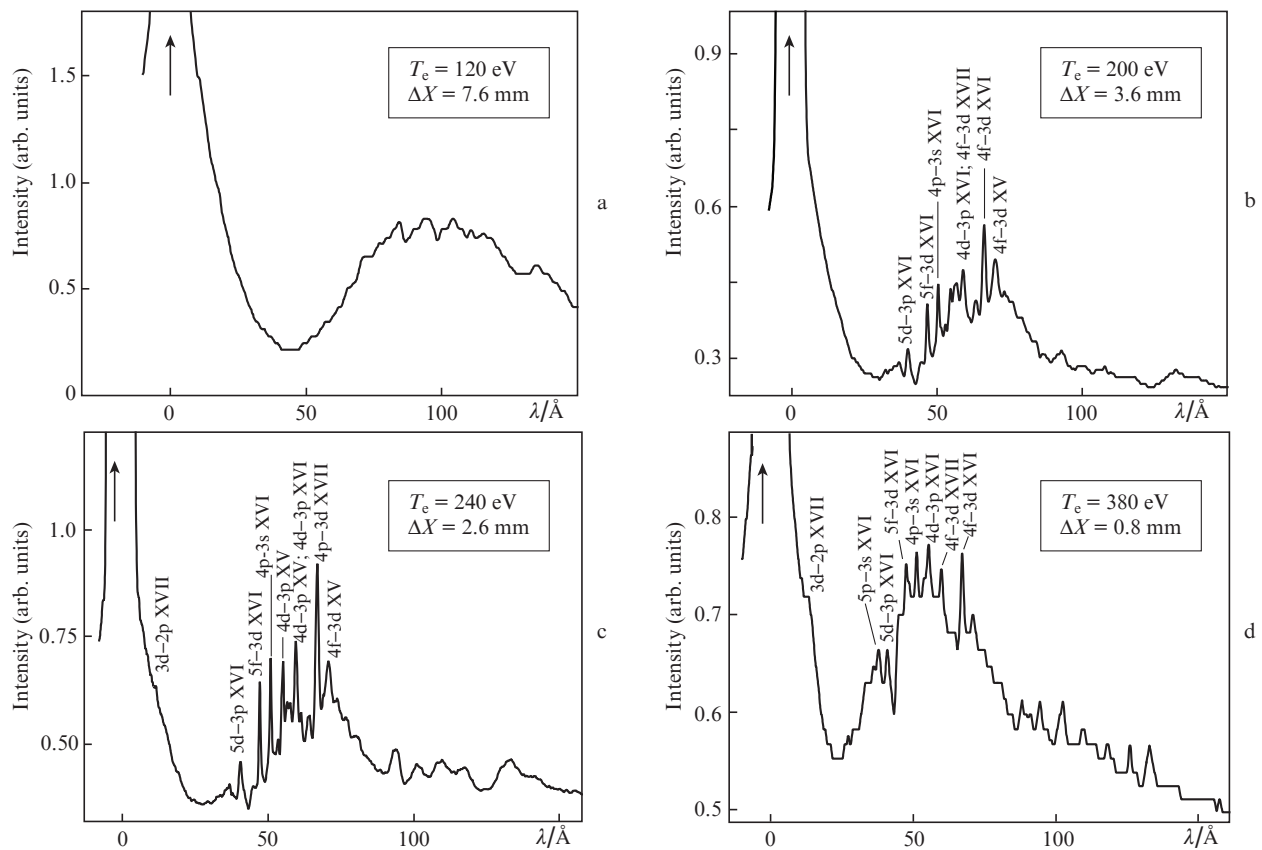 Intensity (arb. units)
1.5
1.0
0.5
0
T_e = 120 eV
ΔX = 7.6 mm
0
50
100
λ/Å
a
Intensity (arb. units)
0.9
0.6
0.3
T_e = 200 eV
ΔX = 3.6 mm
5d–3p XVI
5f–3d XVI
4p–3s XVI
4d–3p XVI; 4f–3d XVII
4f–3d XVI
4f–3d XV
0
50
100
λ/Å
b
Intensity (arb. units)
1.0
0.75
0.50
T_e = 240 eV
ΔX = 2.6 mm
3d–2p XVII
5d–3p XVI
5f–3d XVI
4p–3s XVI
4d–3p XV
4d–3p XV; 4d–3p XVI
4p–3d XVII
4f–3d XV
0
50
100
λ/Å
c
Intensity (arb. units)
0.8
0.7
0.6
0.5
T_e = 380 eV
ΔX = 0.8 mm
3d–2p XVII
5p–3s XVI
5d–3p XVI
5f–3d XVI
4p–3s XVI
4d–3p XVI
4f–3d XVIII
4f–3d XVI
0
50
100
λ/Å
d